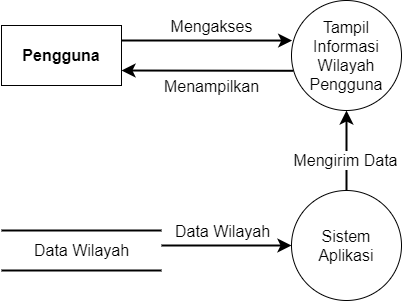 Mengakses
Pengguna
Menampilkan
Tampil
Informasi
Wilayah
Pengguna
Mengirim Data
Data Wilayah
Data Wilayah
Sistem
Aplikasi